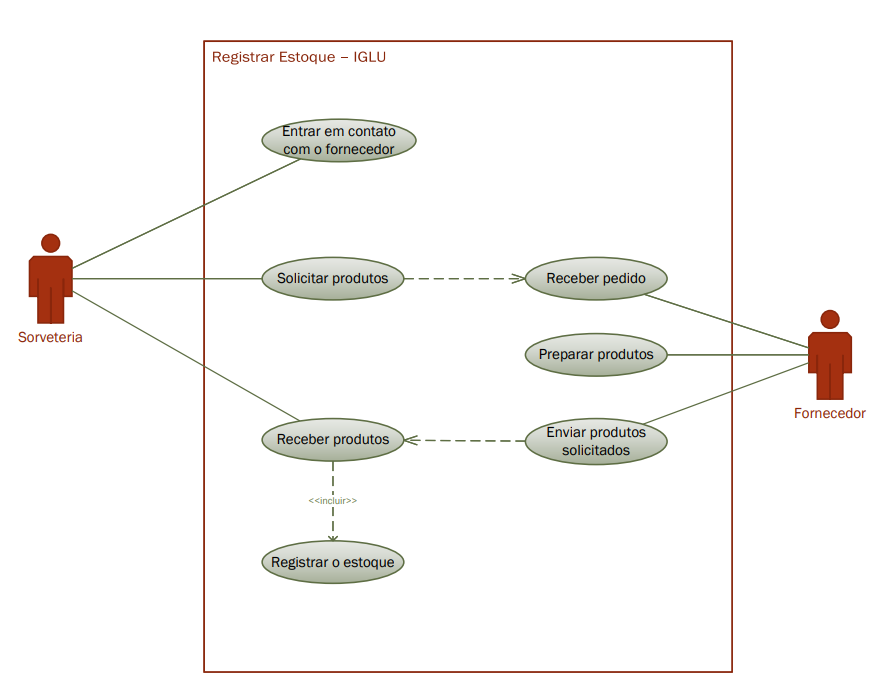 Registrar Estoque – IGLU
Entrar em contato
com o fornecedor
Solicitar produtos
Receber pedido
Sorveteria
Preparar produtos
Fornecedor
Receber produtos
Enviar produtos
solicitados
<<incluir>>
Registrar o estoque